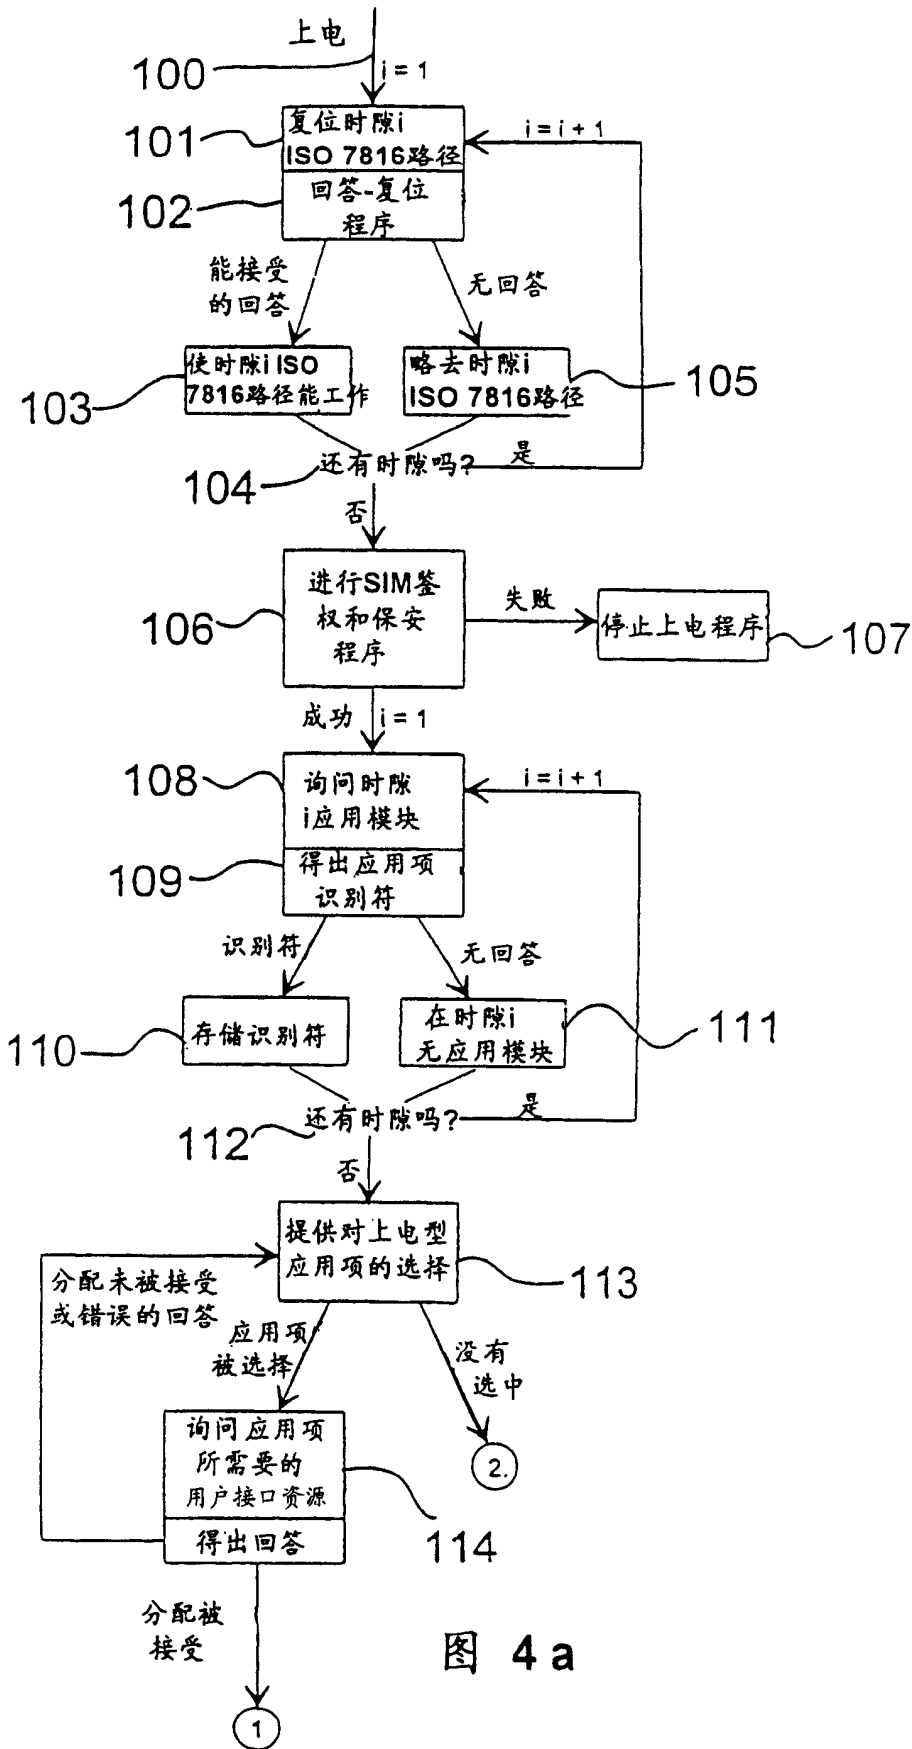 上电
100
i = 1
101
复位时隙i
ISO 7816路径
i = i + 1
102
回答-复位
程序
能接受
的回答
无回答
103
使时隙i ISO
7816路径能工作
略去时隙i
ISO 7816路径
105
104
还有时隙吗?
是
否
106
进行SIM鉴
权和保安
程序
失败
停止上电程序
107
成功
i = 1
108
询问时隙
i应用模块
i = i + 1
109
得出应用项
识别符
识别符
无回答
110
存储识别符
在时隙i
无应用模块
111
112
还有时隙吗?
是
否
提供对上电型
应用项的选择
113
分配未被接受
或错误的回答
应用项
被选择
没有
选中
询问应用项
所需要的
用户接口资源
2.
得出回答
114
分配被
接受
1
图 4a